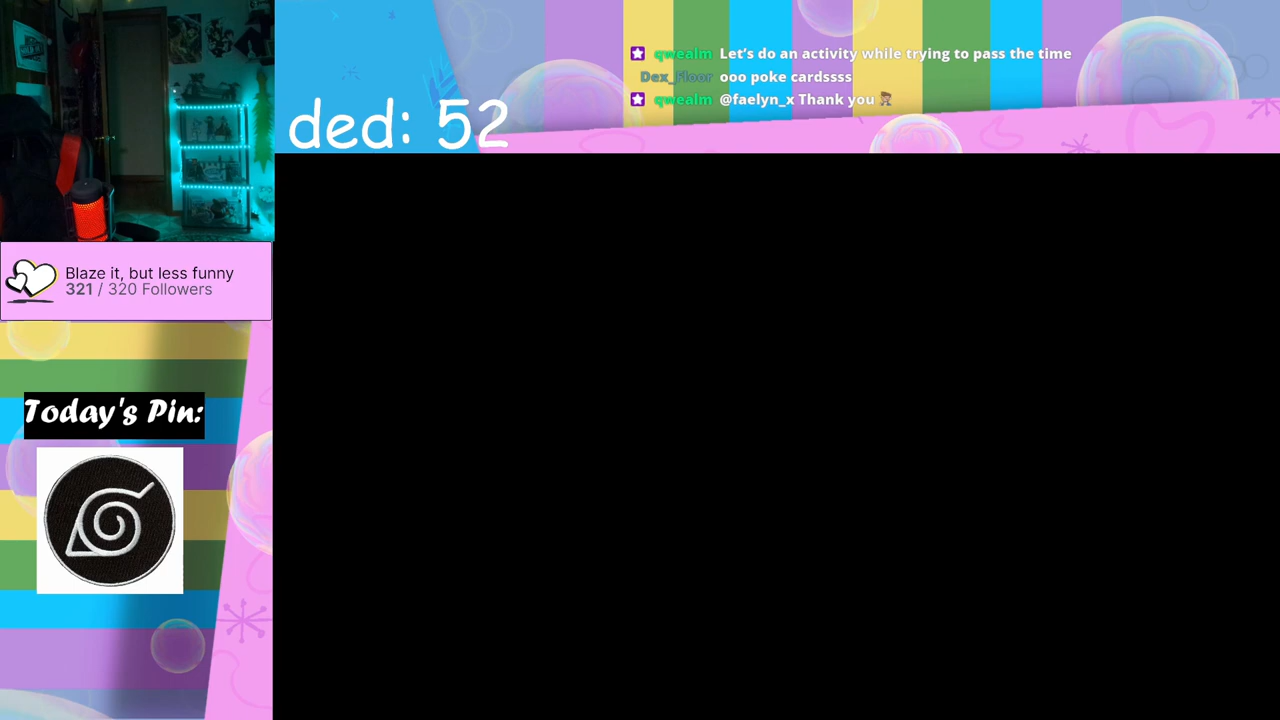 qwealm Let's do an activity while trying to pass the time
Dex_Floor ooo poke cardssss
qwealm @faelyn_x Thank you
ded: 52
Blaze it, but less funny
321 / 320 Followers
Today's Pin: